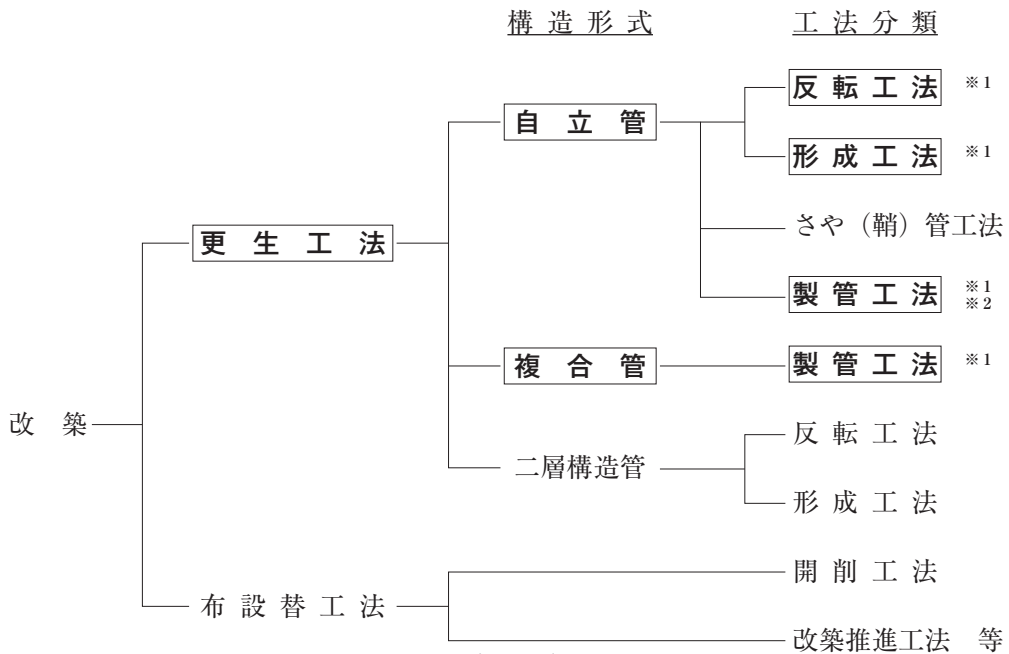 構造形式 工法分類
反転工法 ※1
自立管
形成工法 ※1
さや（鞘）管工法
更生工法
製管工法 ※1
※2
複合管 製管工法 ※1
改築
反転工法
二層構造管
形成工法
開削工法
布設替工法
改築推進工法 等